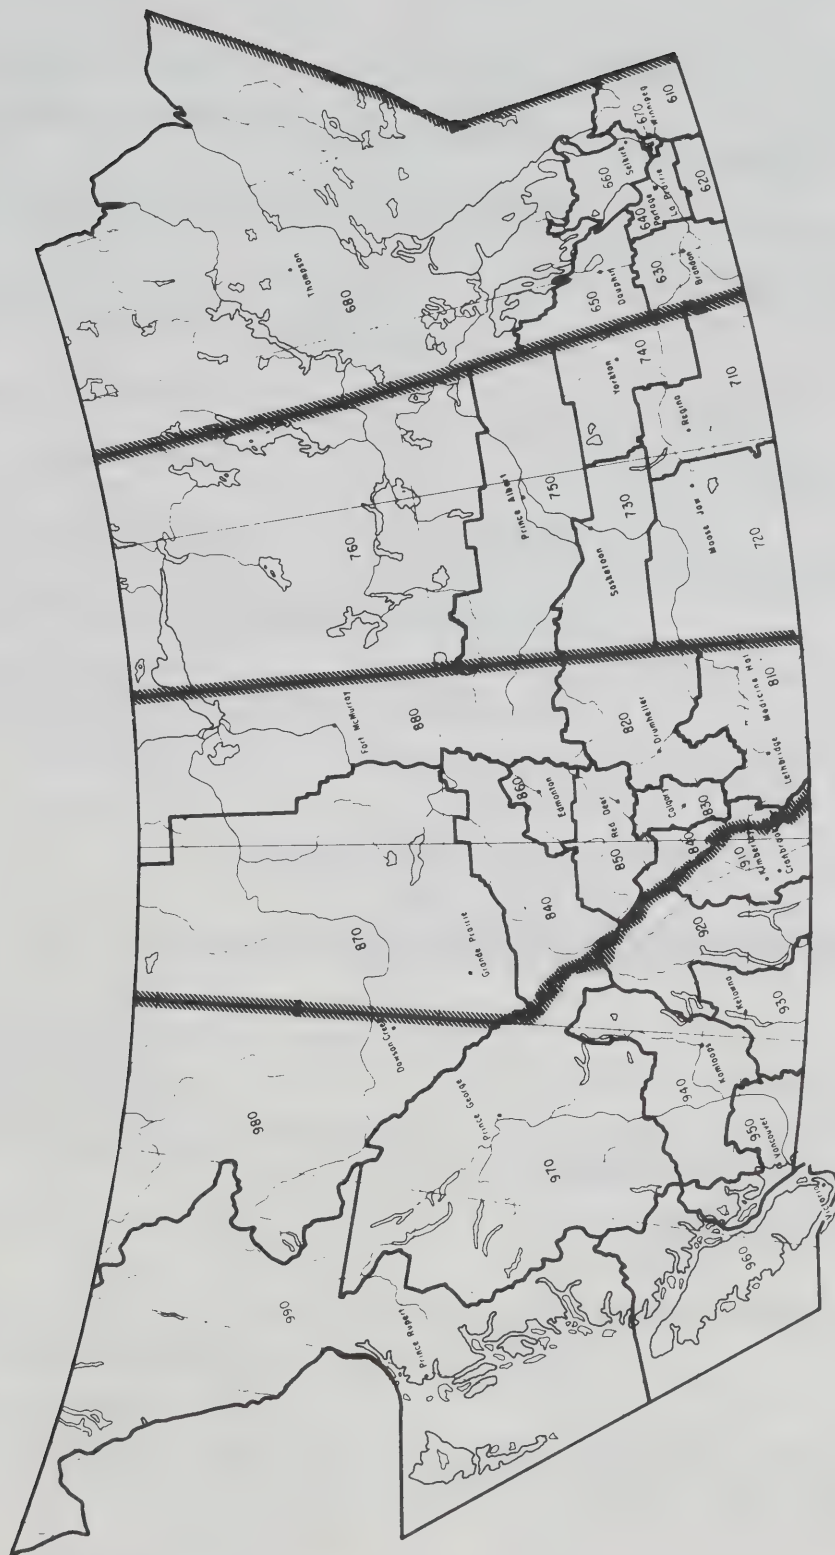 990
Prince Rupert
960
Victoria
980
Dawson Creek
Prince George
970
940
Kamloops
950
Vancouver
930
Kelowna
920
910
Kimberley
Cranbrook
870
Grande Prairie
840
840
850
Red Deer
860
Edmonton
830
Calgary
880
Fort McMurray
820
Drumheller
810
Lethbridge
Medicine Hat
760
750
Prince Albert
730
Saskatoon
720
Moose Jaw
740
Yorkton
710
Regina
680
Thompson
650
Dauphin
630
Brandon
640
Portage
La Prairie
620
660
Selkirk
670
Winnipeg
610